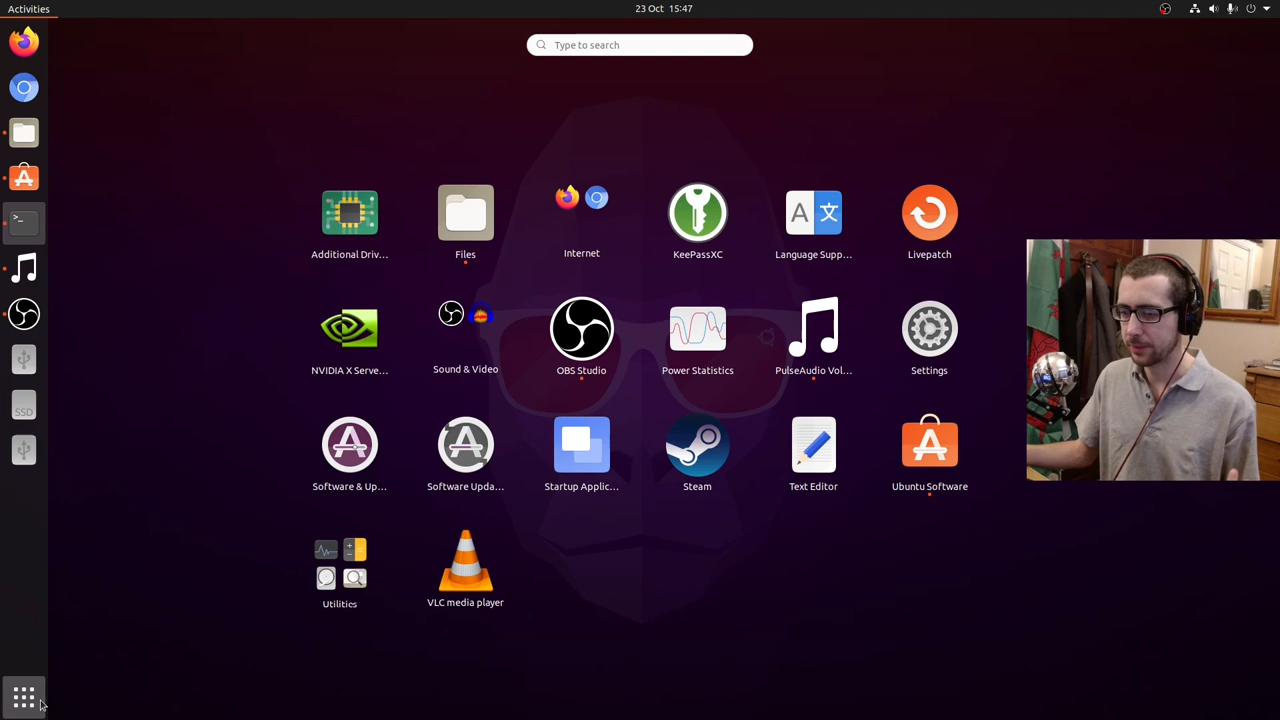 Activities
23 Oct 15:47
Type to search
Additional Driv...
Files
Internet
KeePassXC
Language Supp...
Livepatch
NVIDIA X Serve...
Sound & Video
OBS Studio
Power Statistics
PulseAudio Vol...
Settings
Software & Up...
Software Upda...
Startup Applic...
Steam
Text Editor
Ubuntu Software
Utilities
VLC media player
SSD
A 文
>_